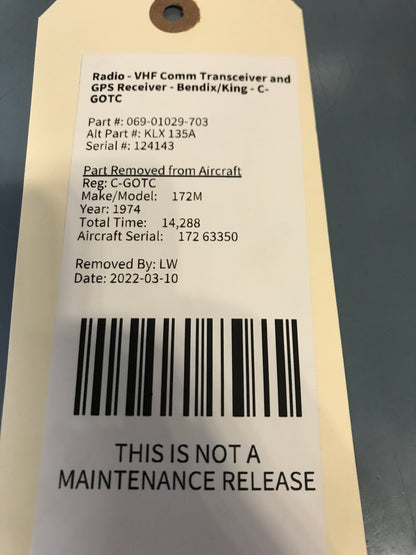 Radio - VHF Comm Transceiver and
GPS Receiver - Bendix/King - C-
GOTC
Part #: 069-01029-703
Alt Part #: KLX 135A
Serial #: 124143
Part Removed from Aircraft
Reg: C-GOTC
Make/Model: 172M
Year: 1974
Total Time: 14,288
Aircraft Serial: 172 63350
Removed By: LW
Date: 2022-03-10
THIS IS NOT A
MAINTENANCE RELEASE